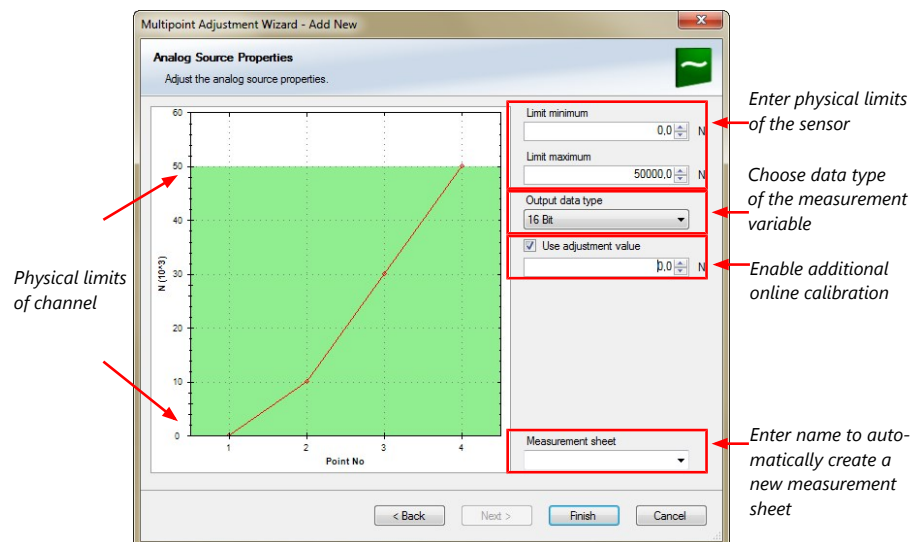 Multipoint Adjustment Wizard - Add New
Analog Source Properties
Adjust the analog source properties.
Physical limits
of channel
60
50
40
30
20
10
0
N (10^3)
1 2 3 4
Point No
Limit minimum
0,0 N
Limit maximum
50000,0 N
Output data type
16 Bit
Use adjustment value
0,0 N
Measurement sheet
Enter physical limits
of the sensor
Choose data type
of the measurement
variable
Enable additional
online calibration
Enter name to auto-
matically create a
new measurement
sheet
< Back Next > Finish Cancel